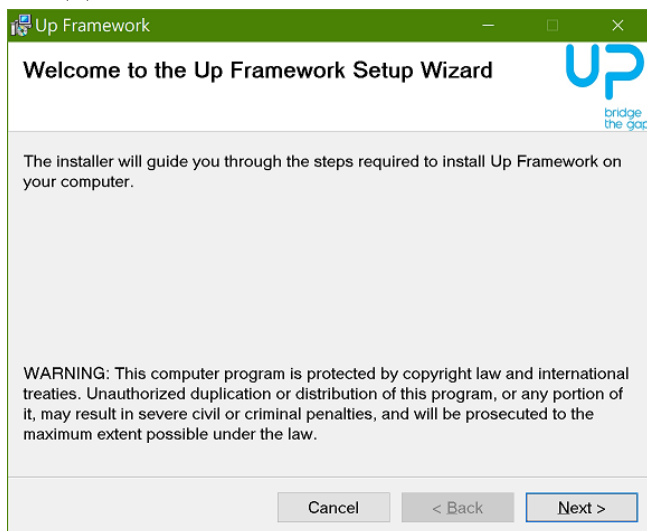 Up Framework
Welcome to the Up Framework Setup Wizard
UP
bridge
the gap
The installer will guide you through the steps required to install Up Framework on
your computer.
WARNING: This computer program is protected by copyright law and international
treaties. Unauthorized duplication or distribution of this program, or any portion of
it, may result in severe civil or criminal penalties, and will be prosecuted to the
maximum extent possible under the law.
Cancel
< Back
Next >